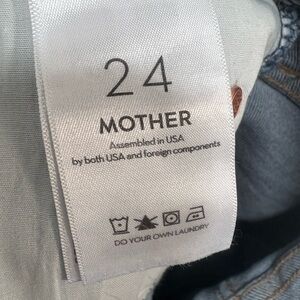 24
MOTHER
Assembled in USA
by both USA and foreign components
DO YOUR OWN LAUNDRY